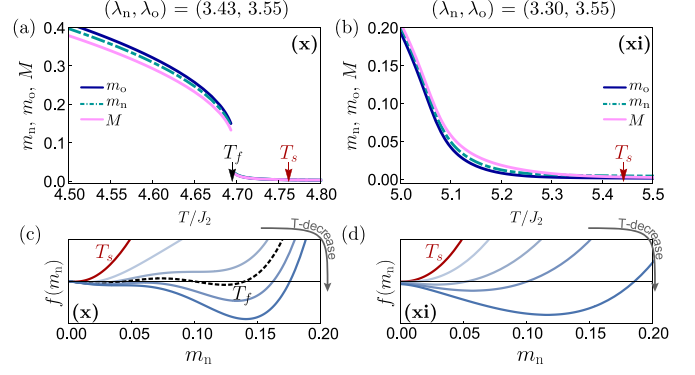 (λn, λo) = (3.43, 3.55)
(λn, λo) = (3.30, 3.55)
(a)
0.4
0.3
0.2
0.1
0.0
mn, mo, M
(x)
mo
mn
M
Tf
Ts
4.50 4.55 4.60 4.65 4.70 4.75 4.80
T/J2
(b)
0.20
0.15
0.10
0.05
0.00
mn, mo, M
(xi)
mo
mn
M
Ts
5.0 5.1 5.2 5.3 5.4 5.5
T/J2
(c)
T-decrease
Ts
f(mn)
Tf
(x)
0.00 0.05 0.10 0.15 0.20
mn
(d)
T-decrease
Ts
f(mn)
(xi)
0.00 0.05 0.10 0.15 0.20
mn